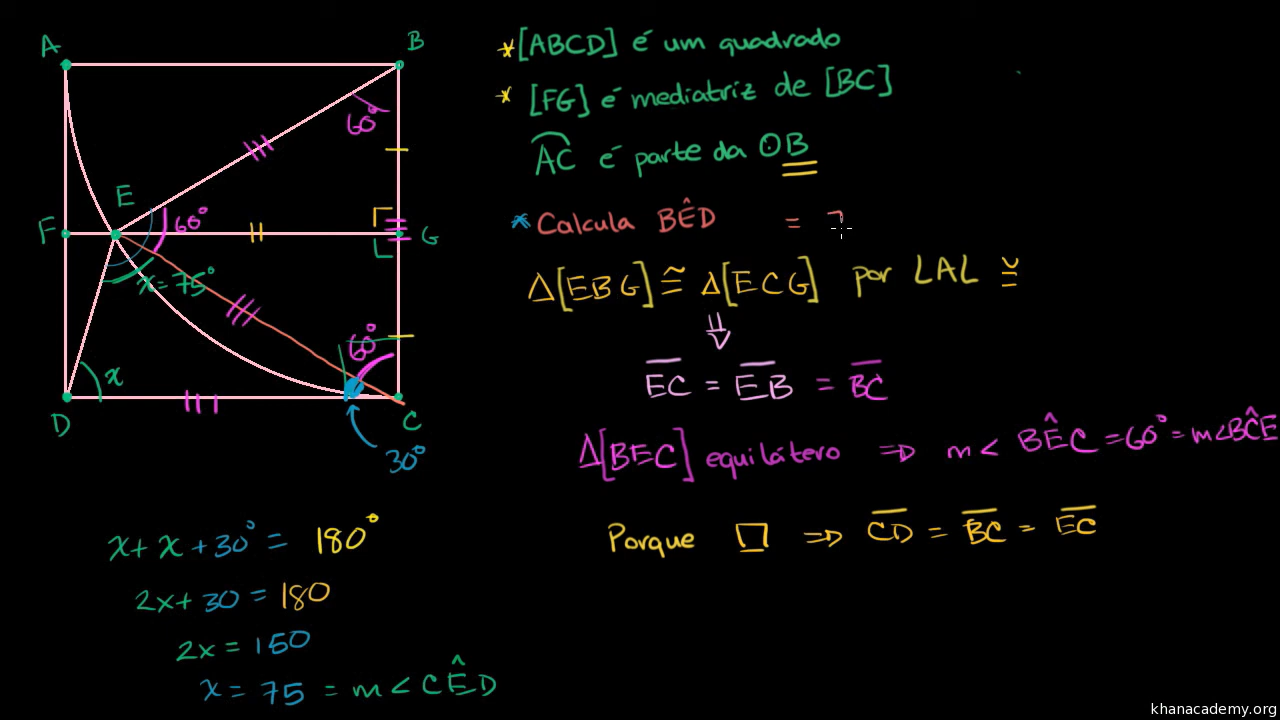 A
B
60°
E
60°
F
G
x=75°
60°
x
D
C
30°
*[ABCD] é um quadrado
* [FG] é mediatriz de [BC]
AC é parte da ⊙B
* Calcula BÊD =
Δ[EBG] ≅ Δ[ECG] por LAL ≅
⇓
EC = EB = BC
Δ[BEC] equilátero ⇒ m< BÊC = 60° = m<BĈE
Porque □ ⇒ CD = BC = EC
x + x + 30° = 180°
2x + 30 = 180
2x = 150
x = 75 = m < CÊD
khanacademy.org